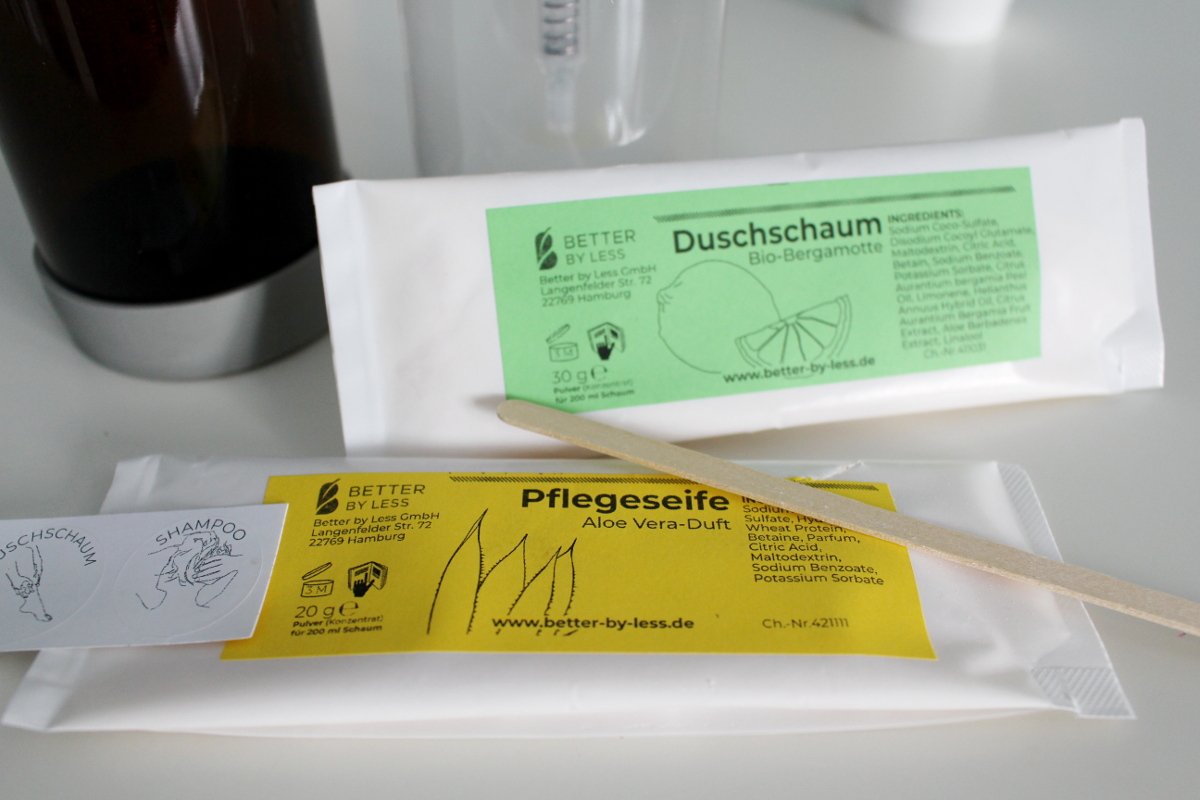 BETTER
BY LESS
Better by Less GmbH
Langenfelder Str. 72
22769 Hamburg
3 M
30 g ℮
Pulver (Konzentrat)
für 200 ml Schaum
Duschschaum
Bio-Bergamotte
www.better-by-less.de
INGREDIENTS:
Sodium Coco-Sulfate,
Disodium Cocoyl Glutamate,
Maltodextrin, Citric Acid,
Betain, Sodium Benzoate,
Potassium Sorbate, Citrus
Aurantium bergamia Peel
Oil, Limonene, Helianthus
Annuus Hybrid Oil, Citrus
Aurantium Bergamia Fruit
Extract, Aloe Barbadensis
Extract, Linalool
BETTER
BY LESS
Better by Less GmbH
Langenfelder Str. 72
22769 Hamburg
3 M
20 g ℮
Pulver (Konzentrat)
für 200 ml Schaum
Pflegeseife
Aloe Vera-Duft
www.better-by-less.de
Sulfate,
Wheat Protein,
Betaine, Parfum,
Citric Acid,
Maltodextrin,
Sodium Benzoate,
Potassium Sorbate
Ch.-Nr.421111
USCHSCHAUM
SHAMPOO